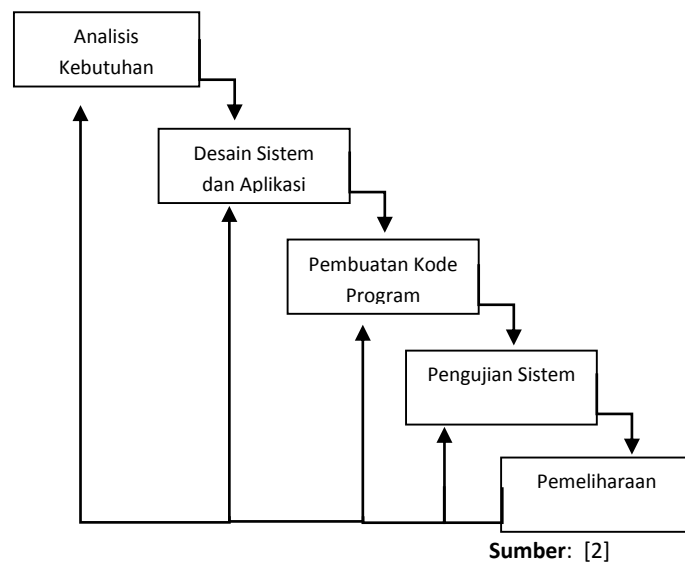 Analisis
Kebutuhan
Desain Sistem
dan Aplikasi
Pembuatan Kode
Program
Pengujian Sistem
Pemeliharaan
Sumber: [2]